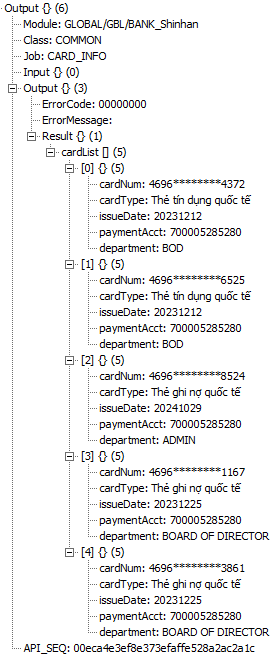 Output {} (6)
Module: GLOBAL/GBL/BANK_Shinhan
Class: COMMON
Job: CARD_INFO
Input {} (0)
Output {} (3)
ErrorCode: 00000000
ErrorMessage:
Result {} (1)
cardList [] (5)
[0] {} (5)
cardNum: 4696********4372
cardType: Thẻ tín dụng quốc tế
issueDate: 20231212
paymentAcct: 700005285280
department: BOD
[1] {} (5)
cardNum: 4696********6525
cardType: Thẻ tín dụng quốc tế
issueDate: 20231212
paymentAcct: 700005285280
department: BOD
[2] {} (5)
cardNum: 4696********8524
cardType: Thẻ ghi nợ quốc tế
issueDate: 20241029
paymentAcct: 700005285280
department: ADMIN
[3] {} (5)
cardNum: 4696********1167
cardType: Thẻ ghi nợ quốc tế
issueDate: 20231225
paymentAcct: 700005285280
department: BOARD OF DIRECTOR
[4] {} (5)
cardNum: 4696********3861
cardType: Thẻ ghi nợ quốc tế
issueDate: 20231225
paymentAcct: 700005285280
department: BOARD OF DIRECTOR
API_SEQ: 00eca4e3ef8e373efaffe528a2ac2a1c